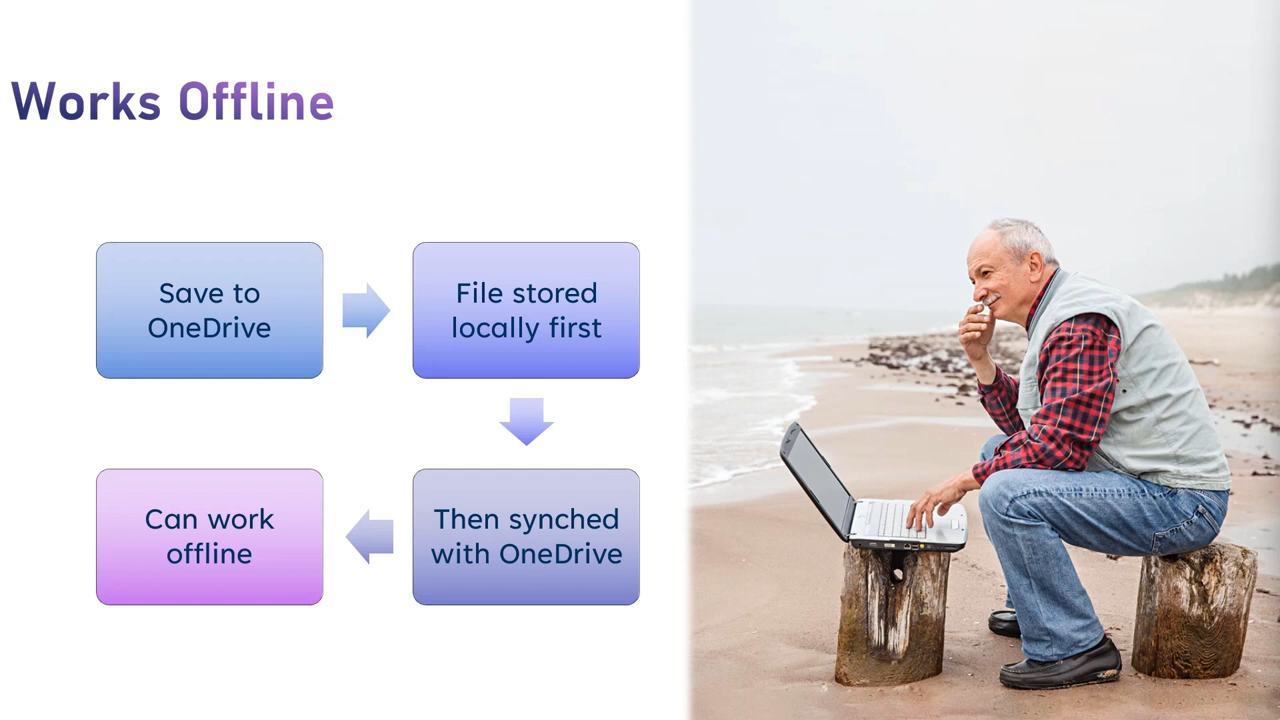 Works Offline
Save to
OneDrive
File stored
locally first
Then synched
with OneDrive
Can work
offline